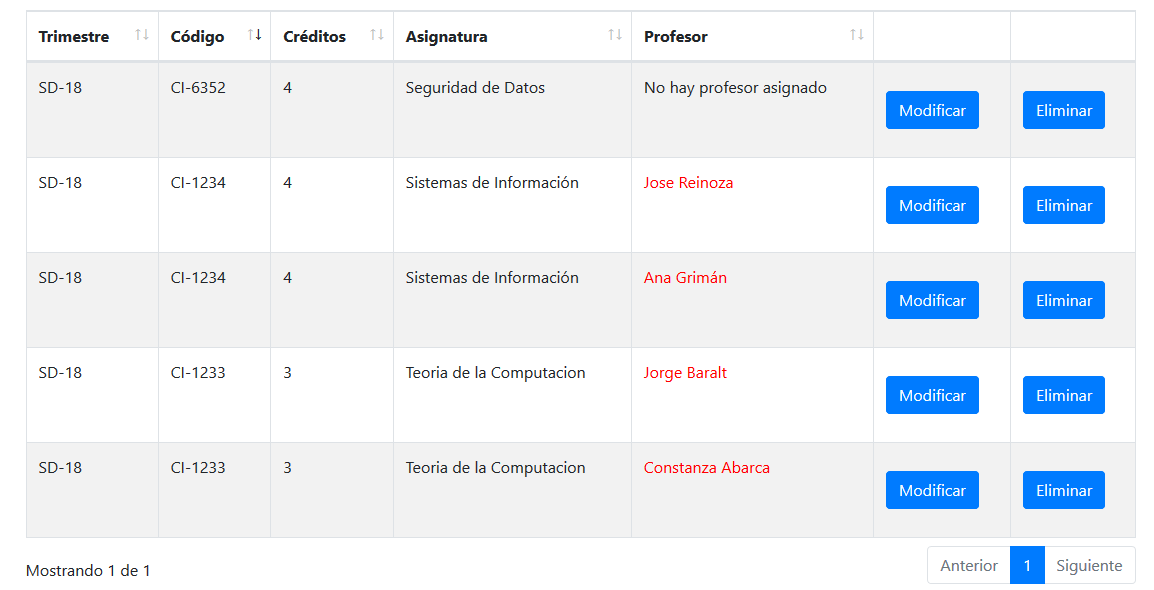 Trimestre Código Créditos Asignatura Profesor
SD-18 CI-6352 4 Seguridad de Datos No hay profesor asignado Modificar Eliminar
SD-18 CI-1234 4 Sistemas de Información Jose Reinoza Modificar Eliminar
SD-18 CI-1234 4 Sistemas de Información Ana Grimán Modificar Eliminar
SD-18 CI-1233 3 Teoria de la Computacion Jorge Baralt Modificar Eliminar
SD-18 CI-1233 3 Teoria de la Computacion Constanza Abarca Modificar Eliminar
Mostrando 1 de 1 Anterior 1 Siguiente